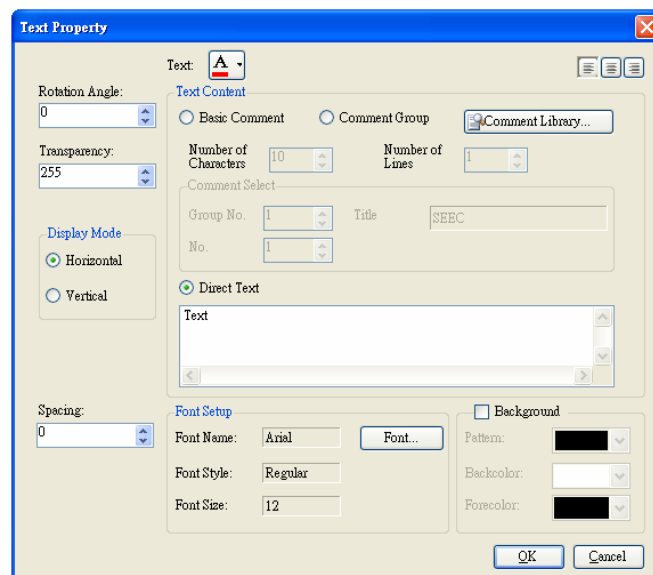 Text Property
Text: A
Rotation Angle:
0
Transparency:
255
Display Mode
Horizontal
Vertical
Text Content
Basic Comment
Comment Group
Comment Library...
Number of
Characters
10
Number of
Lines
1
Comment Select
Group No.
1
Title
SEEC
No.
1
Direct Text
Text
Spacing:
0
Font Setup
Font Name:
Arial
Font...
Font Style:
Regular
Font Size:
12
Background
Pattern:
Backcolor:
Forecolor:
OK
Cancel